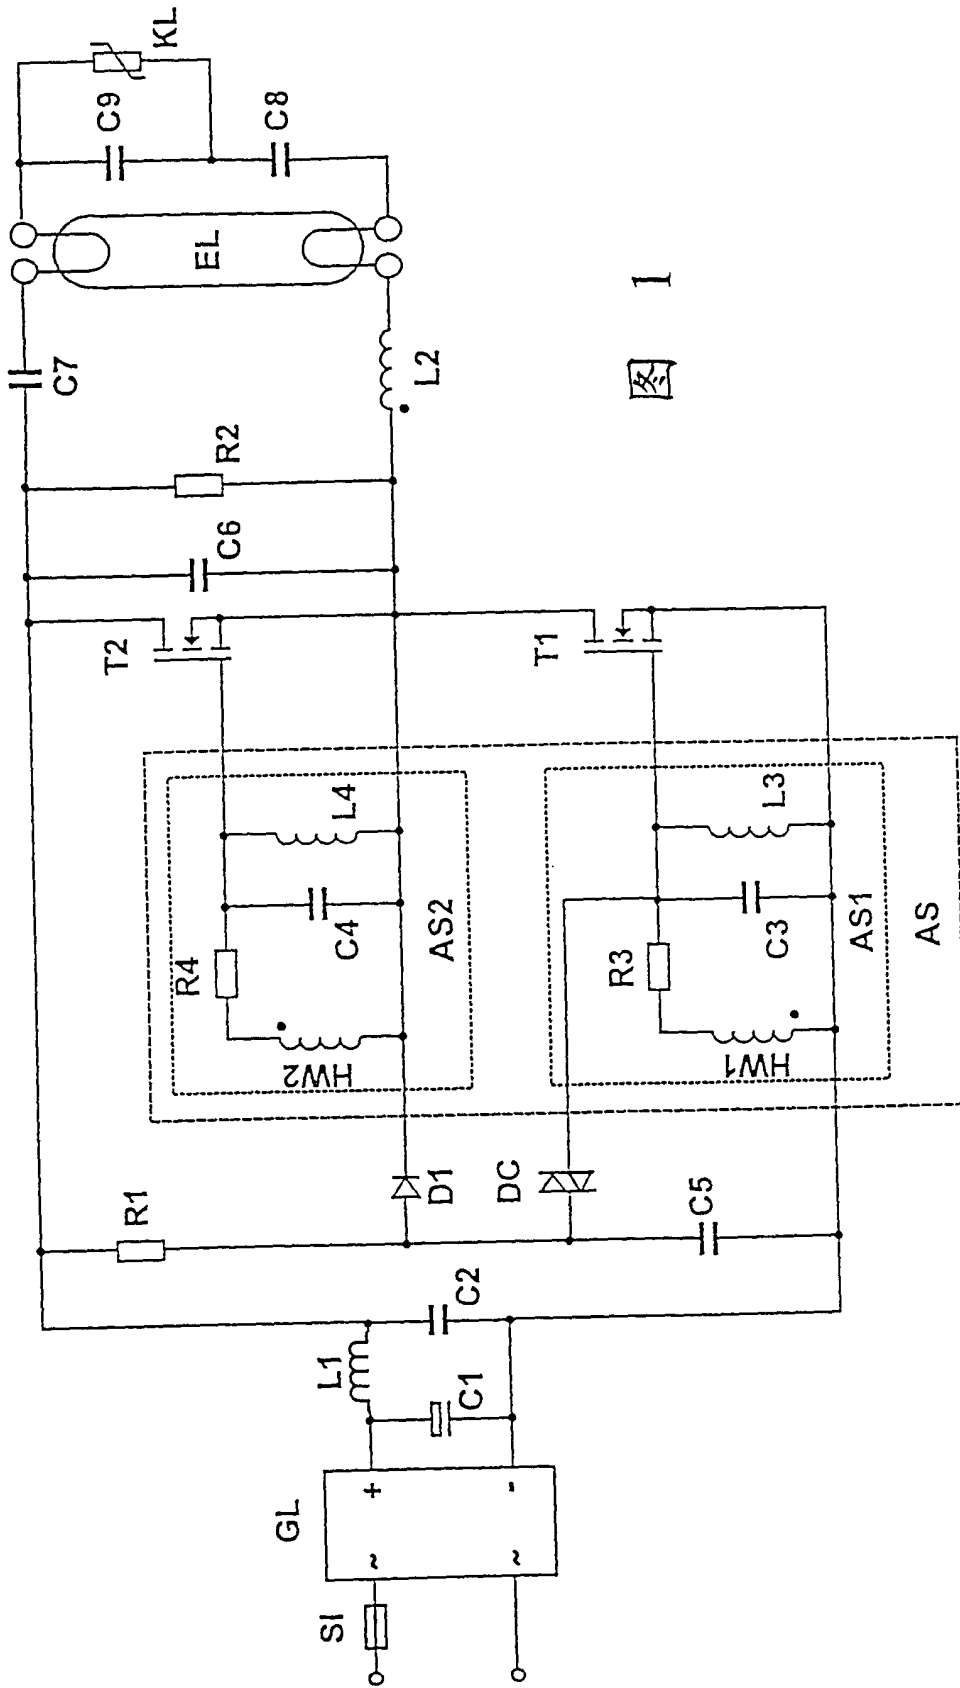 SI
GL
~
+
~
-
L1
C1
C2
R1
D1
DC
C5
HW2
R4
C4
L4
AS2
HW1
R3
C3
L3
AS1
AS
T2
T1
C6
R2
C7
L2
EL
C9
C8
KL
图 1